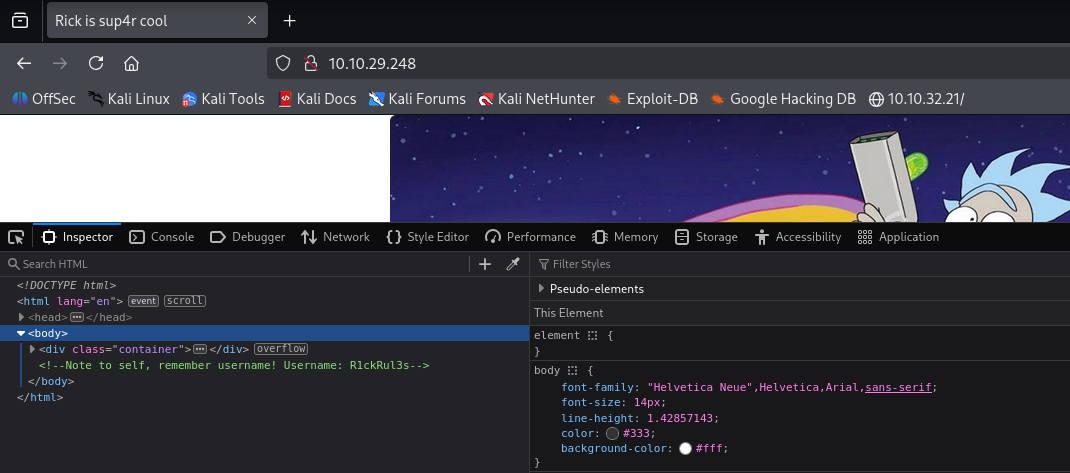 Rick is sup4r cool
10.10.29.248
OffSec Kali Linux Kali Tools Kali Docs Kali Forums Kali NetHunter Exploit-DB Google Hacking DB 10.10.32.21/
Inspector Console Debugger Network Style Editor Performance Memory Storage Accessibility Application
Search HTML
<!DOCTYPE html>
<html lang="en"> event scroll
<head> </head>
<body>
<div class="container"> </div> overflow
<!--Note to self, remember username! Username: R1ckRul3s-->
</body>
</html>
Filter Styles
Pseudo-elements
This Element
element {
}
body {
font-family: "Helvetica Neue",Helvetica,Arial,sans-serif;
font-size: 14px;
line-height: 1.42857143;
color: #333;
background-color: #fff;
}